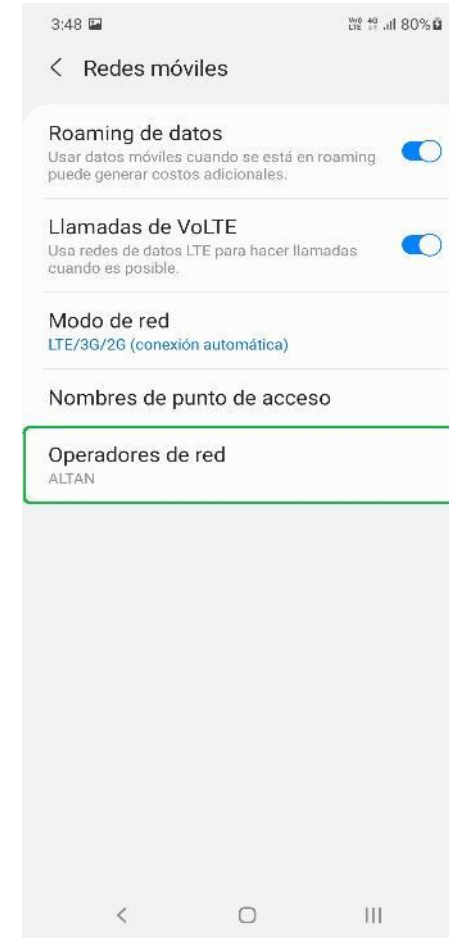 3:48 VoLTE 4G 80%
Redes móviles
Roaming de datos
Usar datos móviles cuando se está en roaming
puede generar costos adicionales.
Llamadas de VoLTE
Usa redes de datos LTE para hacer llamadas
cuando es posible.
Modo de red
LTE/3G/2G (conexión automática)
Nombres de punto de acceso
Operadores de red
ALTAN